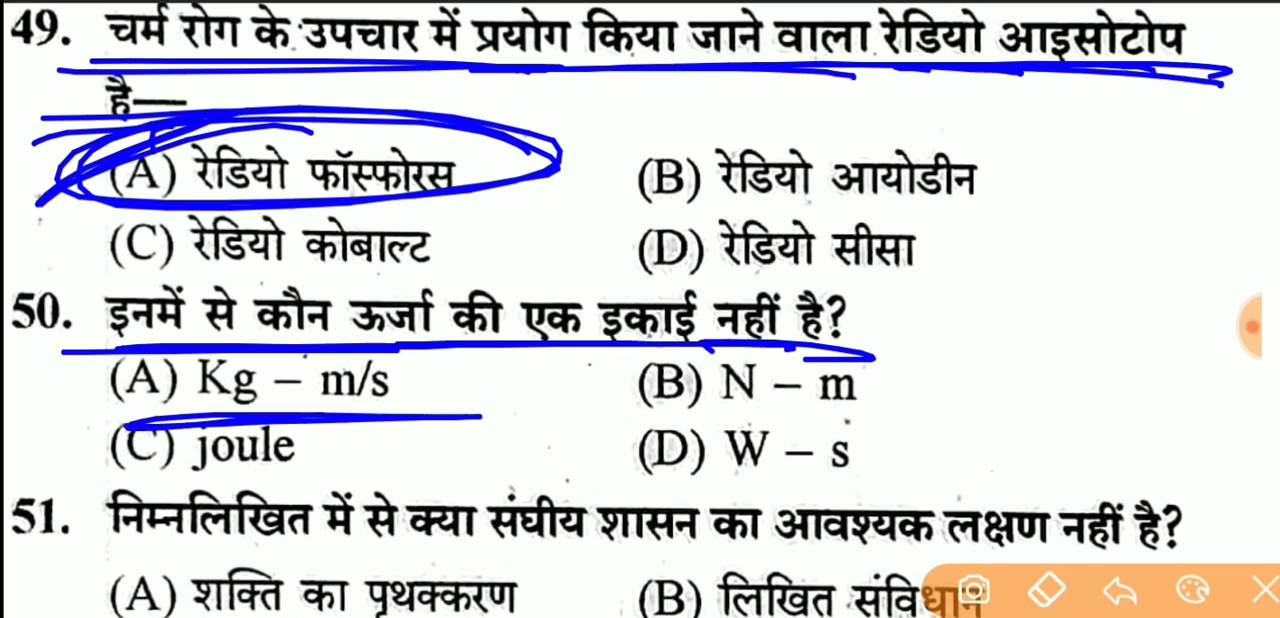 49. चर्म रोग के उपचार में प्रयोग किया जाने वाला रेडियो आइसोटोप
है—
(A) रेडियो फॉस्फोरस (B) रेडियो आयोडीन
(C) रेडियो कोबाल्ट (D) रेडियो सीसा
50. इनमें से कौन ऊर्जा की एक इकाई नहीं है?
(A) Kg – m/s (B) N – m
(C) joule (D) W – s
51. निम्नलिखित में से क्या संघीय शासन का आवश्यक लक्षण नहीं है?
(A) शक्ति का पृथक्करण (B) लिखित संविधान